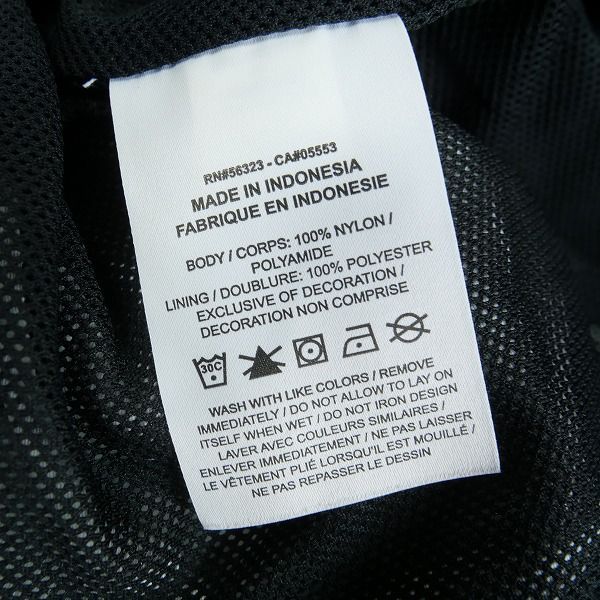 RN#56323 - CA#05553
MADE IN INDONESIA
FABRIQUE EN INDONESIE
BODY / CORPS: 100% NYLON /
POLYAMIDE
LINING / DOUBLURE: 100% POLYESTER
EXCLUSIVE OF DECORATION /
DECORATION NON COMPRISE
30C
WASH WITH LIKE COLORS / REMOVE
IMMEDIATELY / DO NOT ALLOW TO LAY ON
ITSELF WHEN WET / DO NOT IRON DESIGN
LAVER AVEC COULEURS SIMILAIRES /
ENLEVER IMMÉDIATEMENT / NE PAS LAISSER
LE VÊTEMENT PLIÉ LORSQU'IL EST MOUILLÉ /
NE PAS REPASSER LE DESSIN